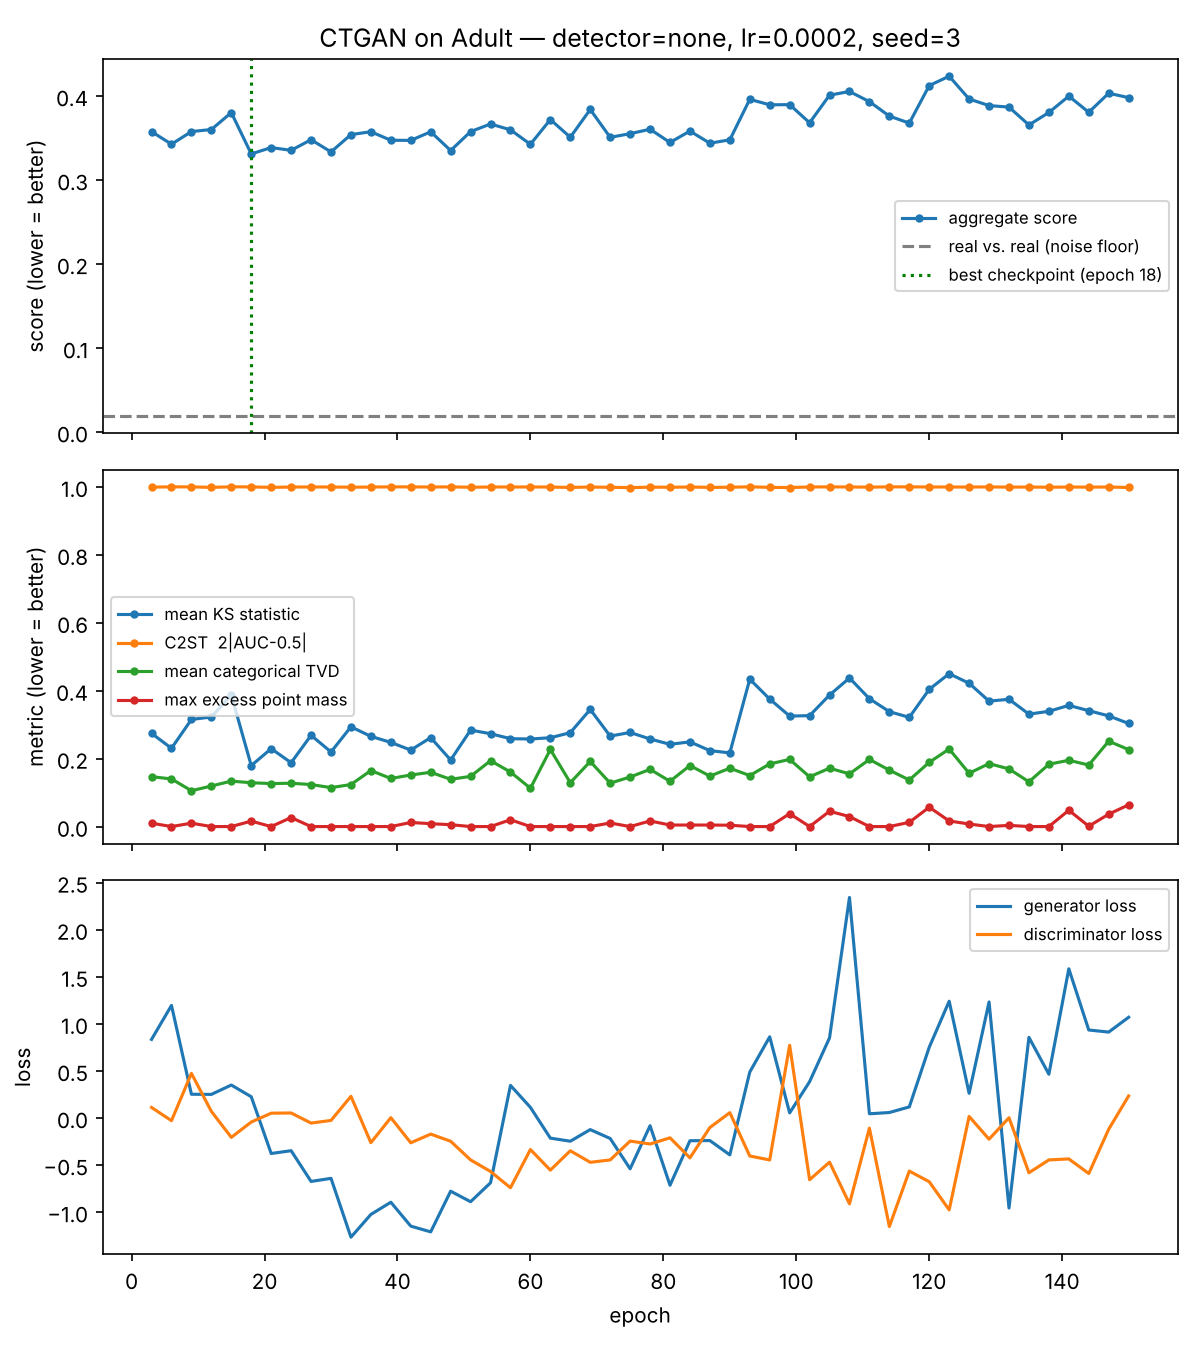 CTGAN on Adult — detector=none, lr=0.0002, seed=3
score (lower = better)
0.4
0.3
0.2
0.1
0.0
aggregate score
real vs. real (noise floor)
best checkpoint (epoch 18)
metric (lower = better)
1.0
0.8
0.6
0.4
0.2
0.0
mean KS statistic
C2ST 2|AUC-0.5|
mean categorical TVD
max excess point mass
loss
2.5
2.0
1.5
1.0
0.5
0.0
−0.5
−1.0
generator loss
discriminator loss
0 20 40 60 80 100 120 140
epoch